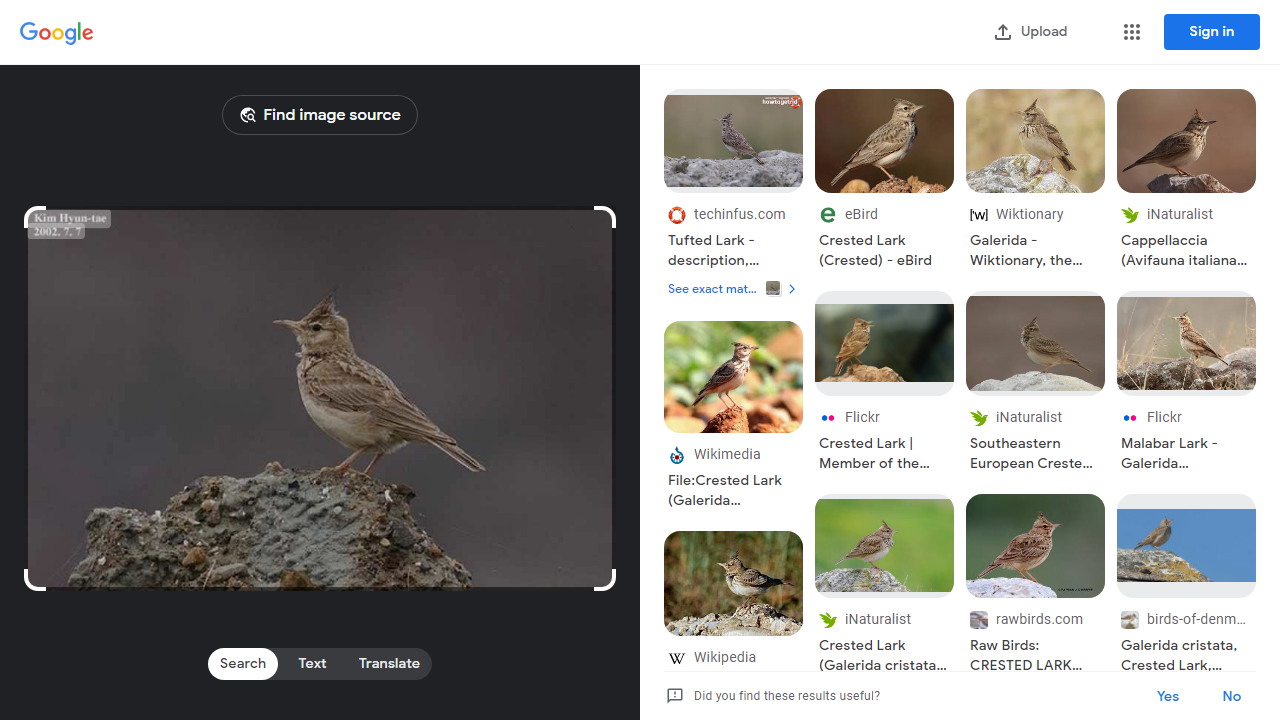 Google
Upload
Sign in
Find image source
Kim Hyun-tae
2002, 7, 7
Search
Text
Translate
techinfus.com
Tufted Lark -
description,...
See exact mat...
eBird
Crested Lark
(Crested) - eBird
['w]
Wiktionary
Galerida -
Wiktionary, the...
iNaturalist
Cappellaccia
(Avifauna italiana...
Wikimedia
File:Crested Lark
(Galerida...
Flickr
Crested Lark |
Member of the...
iNaturalist
Southeastern
European Creste...
Flickr
Malabar Lark -
Galerida...
W
Wikipedia
iNaturalist
Crested Lark
(Galerida cristata...
rawbirds.com
Raw Birds:
CRESTED LARK...
birds-of-denm...
Galerida cristata,
Crested Lark,...
Did you find these results useful?
Yes
No